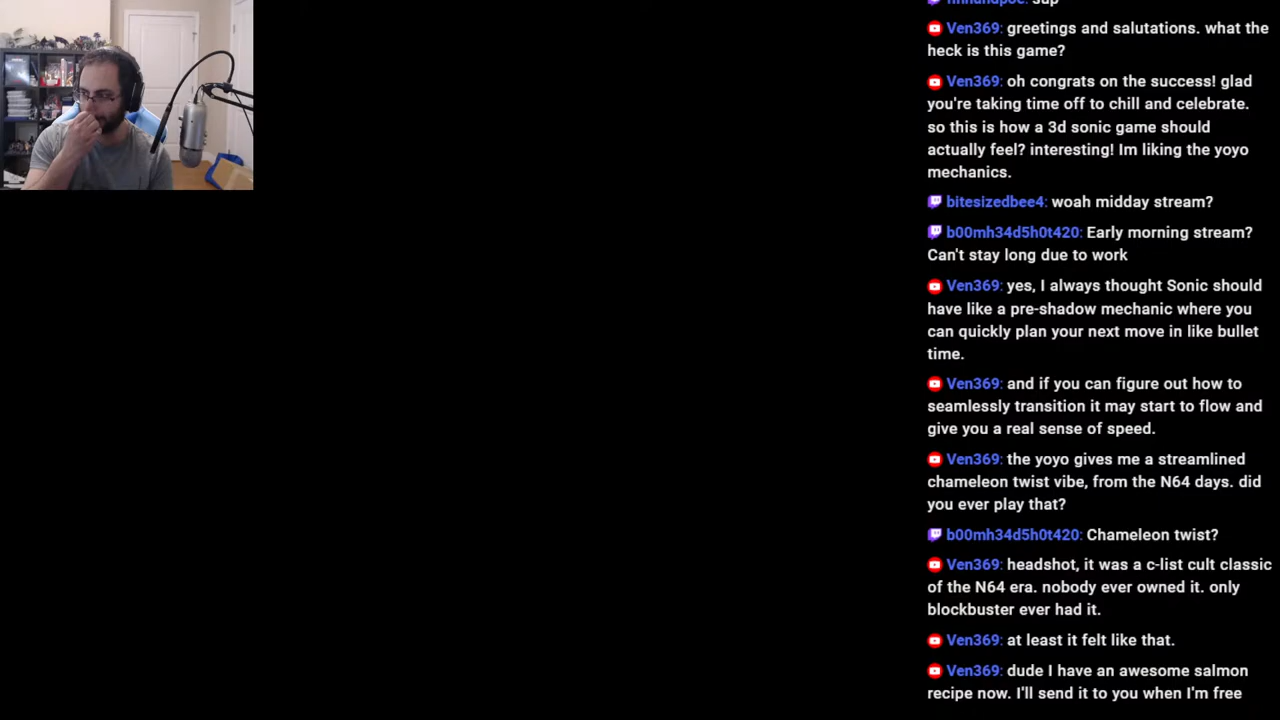 Ven369: greetings and salutations. what the
heck is this game?
Ven369: oh congrats on the success! glad
you're taking time off to chill and celebrate.
so this is how a 3d sonic game should
actually feel? interesting! Im liking the yoyo
mechanics.
bitesizedbee4: woah midday stream?
b00mh34d5h0t420: Early morning stream?
Can't stay long due to work
Ven369: yes, I always thought Sonic should
have like a pre-shadow mechanic where you
can quickly plan your next move in like bullet
time.
Ven369: and if you can figure out how to
seamlessly transition it may start to flow and
give you a real sense of speed.
Ven369: the yoyo gives me a streamlined
chameleon twist vibe, from the N64 days. did
you ever play that?
b00mh34d5h0t420: Chameleon twist?
Ven369: headshot, it was a c-list cult classic
of the N64 era. nobody ever owned it. only
blockbuster ever had it.
Ven369: at least it felt like that.
Ven369: dude I have an awesome salmon
recipe now. I'll send it to you when I'm free